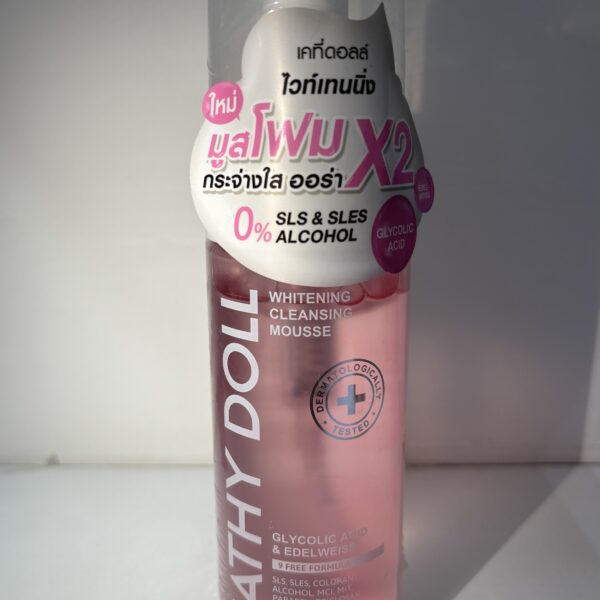 เคที่ดอลล์
ไวท์เทนนิ่ง
ใหม่
มูสโฟม X2
กระจ่างใส ออร่า
0% SLS & SLES
ALCOHOL
GLYCOLIC
ACID
WHITENING
CLEANSING
MOUSSE
DERMATOLOGICALLY
TESTED
ATHY DOLL
GLYCOLIC ACID
& EDELWEISS
9 FREE FORMULA
SLS, SLES, COLORAN
ALCOHOL, MCI, MIT